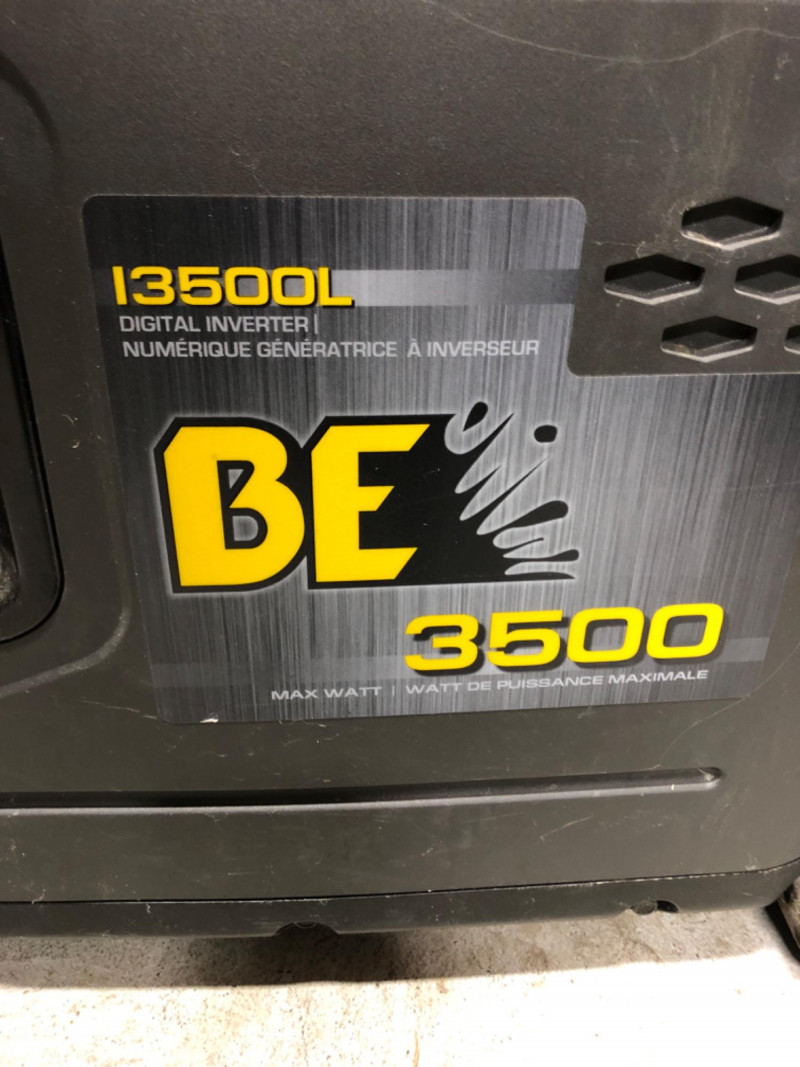 I3500L
DIGITAL INVERTER |
NUMÉRIQUE GÉNÉRATRICE À INVERSEUR
BE
3500
MAX WATT | WATT DE PUISSANCE MAXIMALE